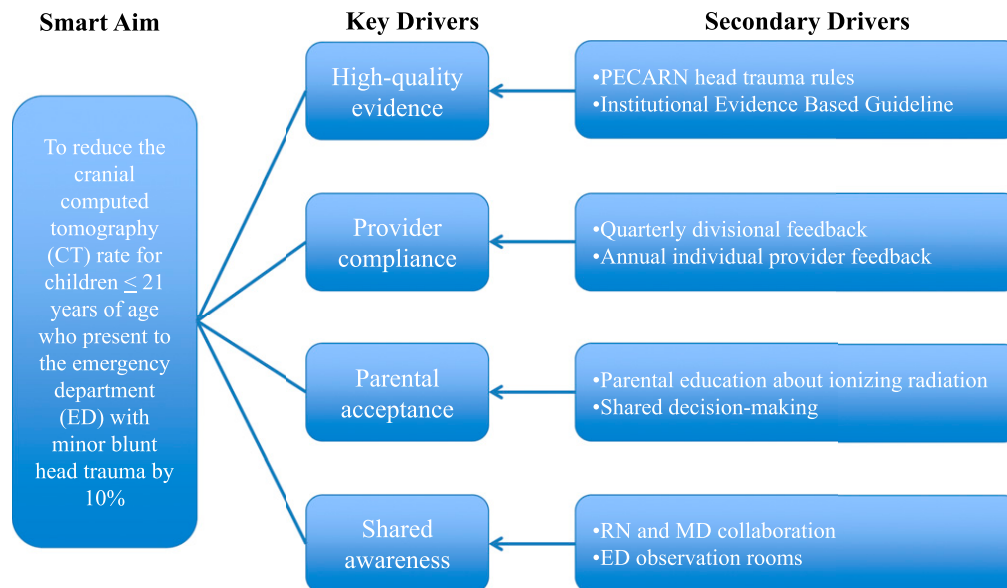 Smart Aim
Key Drivers
Secondary Drivers
To reduce the
cranial
computed
tomography
(CT) rate for
children ≤ 21
years of age
who present to
the emergency
department
(ED) with
minor blunt
head trauma by
10%
High-quality
evidence
•PECARN head trauma rules
•Institutional Evidence Based Guideline
Provider
compliance
•Quarterly divisional feedback
•Annual individual provider feedback
Parental
acceptance
•Parental education about ionizing radiation
•Shared decision-making
Shared
awareness
•RN and MD collaboration
•ED observation rooms